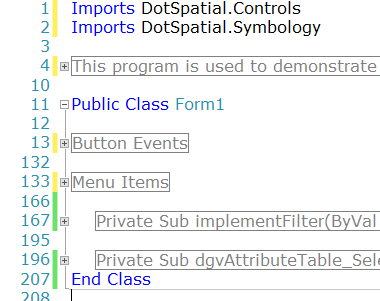 1 Imports DotSpatial.Controls
2 Imports DotSpatial.Symbology
3
4 This program is used to demonstrate
10
11 Public Class Form1
12
13 Button Events
132
133 Menu Items
166
167 Private Sub implementFilter(ByVal
195
196 Private Sub dgvAttributeTable_Sele
207 End Class
208